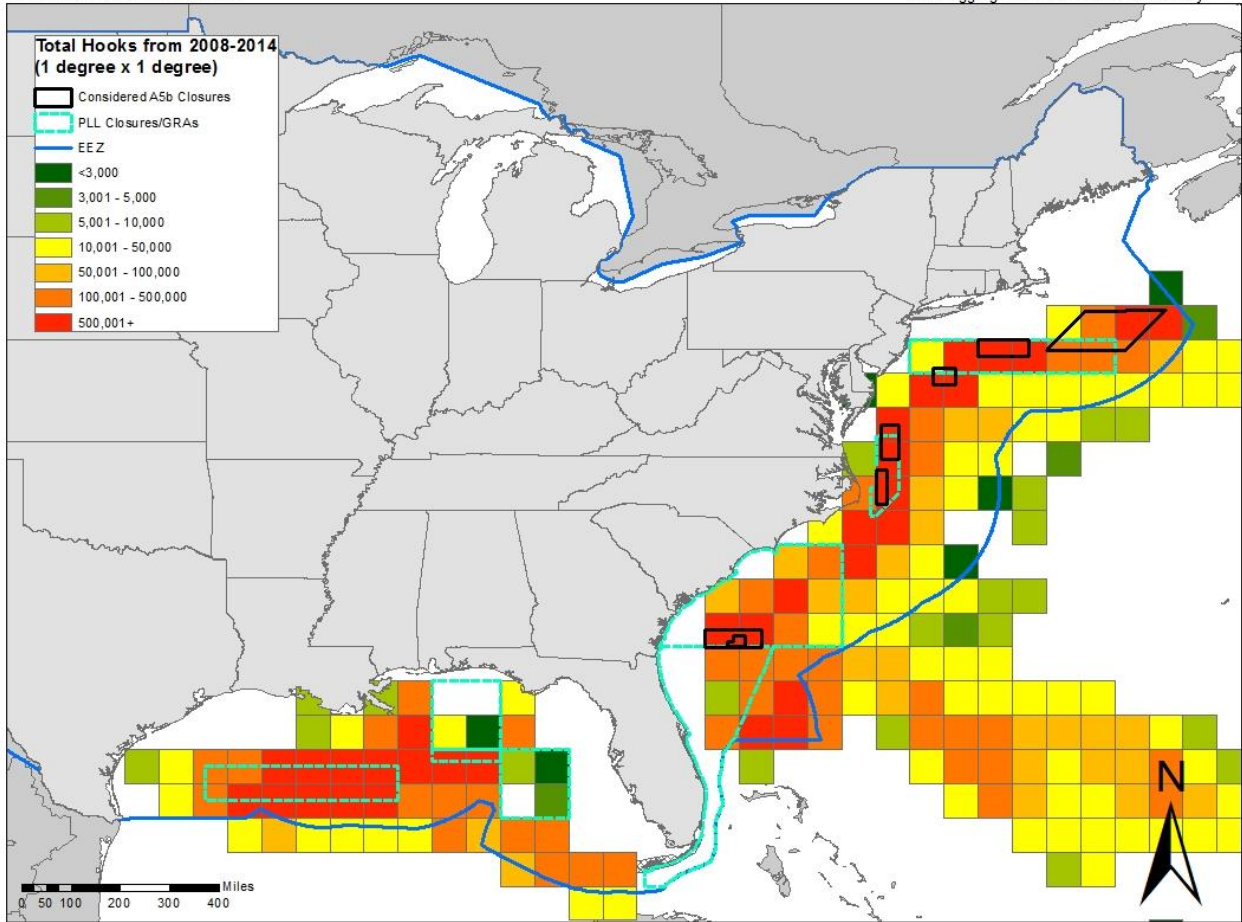 Total Hooks from 2008-2014
(1 degree x 1 degree)
Considered A5b Closures
PLL Closures/GRAs
EEZ
<3,000
3,001 - 5,000
5,001 - 10,000
10,001 - 50,000
50,001 - 100,000
100,001 - 500,000
500,001+
N
Miles
0 50 100 200 300 400